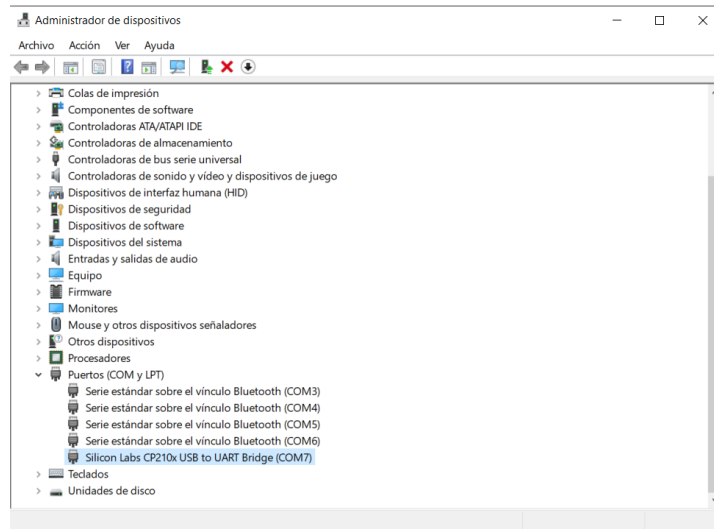 Administrador de dispositivos
Archivo Acción Ver Ayuda
Colas de impresión
Componentes de software
Controladoras ATA/ATAPI IDE
Controladoras de almacenamiento
Controladoras de bus serie universal
Controladoras de sonido y vídeo y dispositivos de juego
Dispositivos de interfaz humana (HID)
Dispositivos de seguridad
Dispositivos de software
Dispositivos del sistema
Entradas y salidas de audio
Equipo
Firmware
Monitores
Mouse y otros dispositivos señaladores
Otros dispositivos
Procesadores
Puertos (COM y LPT)
Serie estándar sobre el vínculo Bluetooth (COM3)
Serie estándar sobre el vínculo Bluetooth (COM4)
Serie estándar sobre el vínculo Bluetooth (COM5)
Serie estándar sobre el vínculo Bluetooth (COM6)
Silicon Labs CP210x USB to UART Bridge (COM7)
Teclados
Unidades de disco